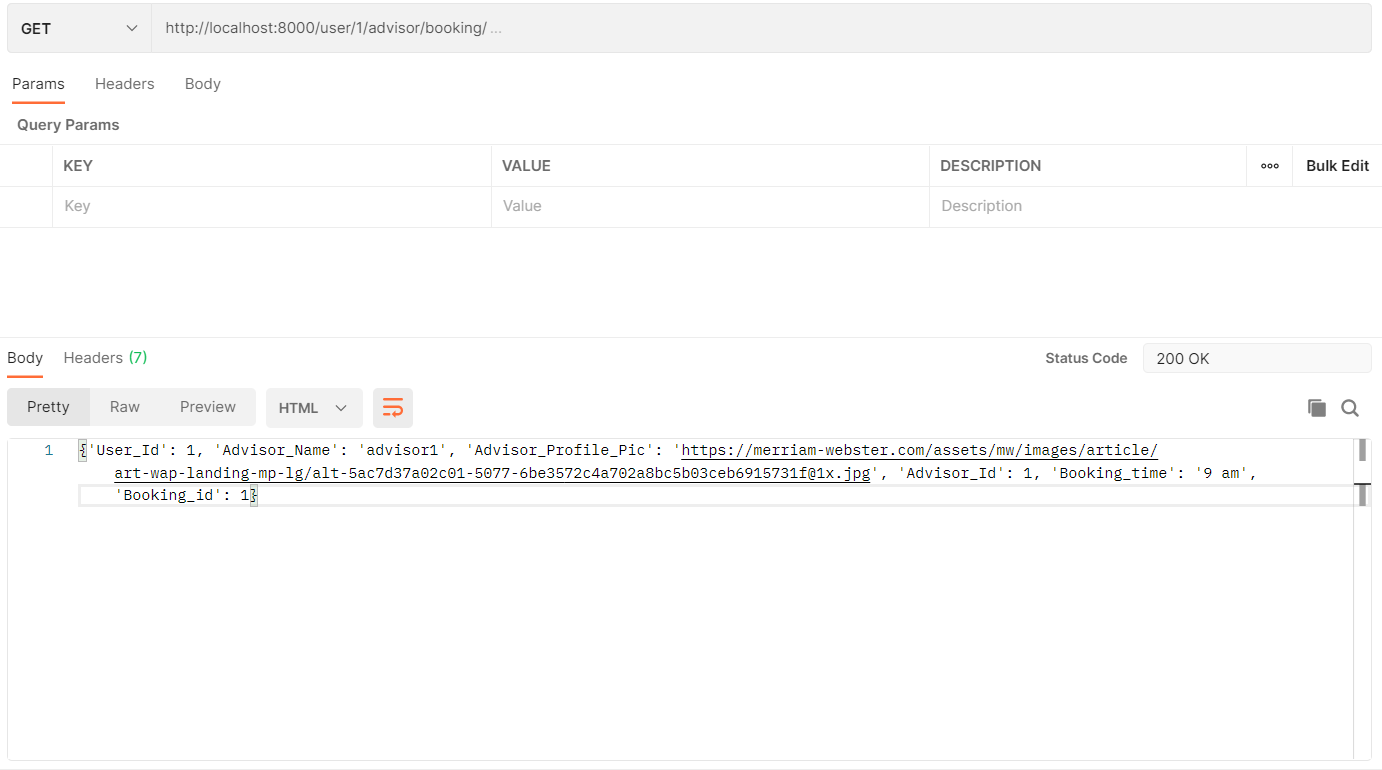 GET http://localhost:8000/user/1/advisor/booking/ ...
Params Headers Body
Query Params
KEY VALUE DESCRIPTION ooo Bulk Edit
Key Value Description
Body Headers (7) Status Code 200 OK
Pretty Raw Preview HTML
1 {'User_Id': 1, 'Advisor_Name': 'advisor1', 'Advisor_Profile_Pic': 'https://merriam-webster.com/assets/mw/images/article/
art-wap-landing-mp-lg/alt-5ac7d37a02c01-5077-6be3572c4a702a8bc5b03ceb6915731f@1x.jpg', 'Advisor_Id': 1, 'Booking_time': '9 am',
'Booking_id': 1}